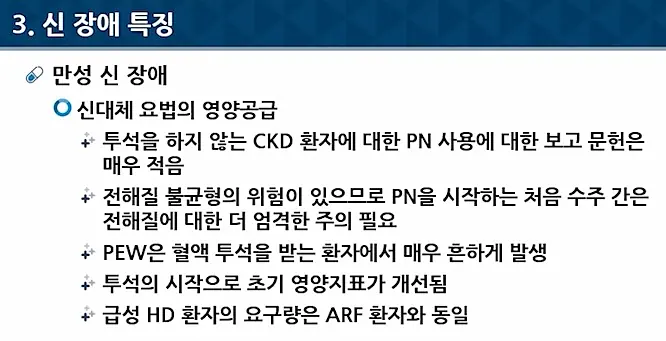 3. 신 장애 특징
만성 신 장애
신대체 요법의 영양공급
투석을 하지 않는 CKD 환자에 대한 PN 사용에 대한 보고 문헌은
매우 적음
전해질 불균형의 위험이 있으므로 PN을 시작하는 처음 수주 간은
전해질에 대한 더 엄격한 주의 필요
PEW은 혈액 투석을 받는 환자에서 매우 흔하게 발생
투석의 시작으로 초기 영양지표가 개선됨
급성 HD 환자의 요구량은 ARF 환자와 동일